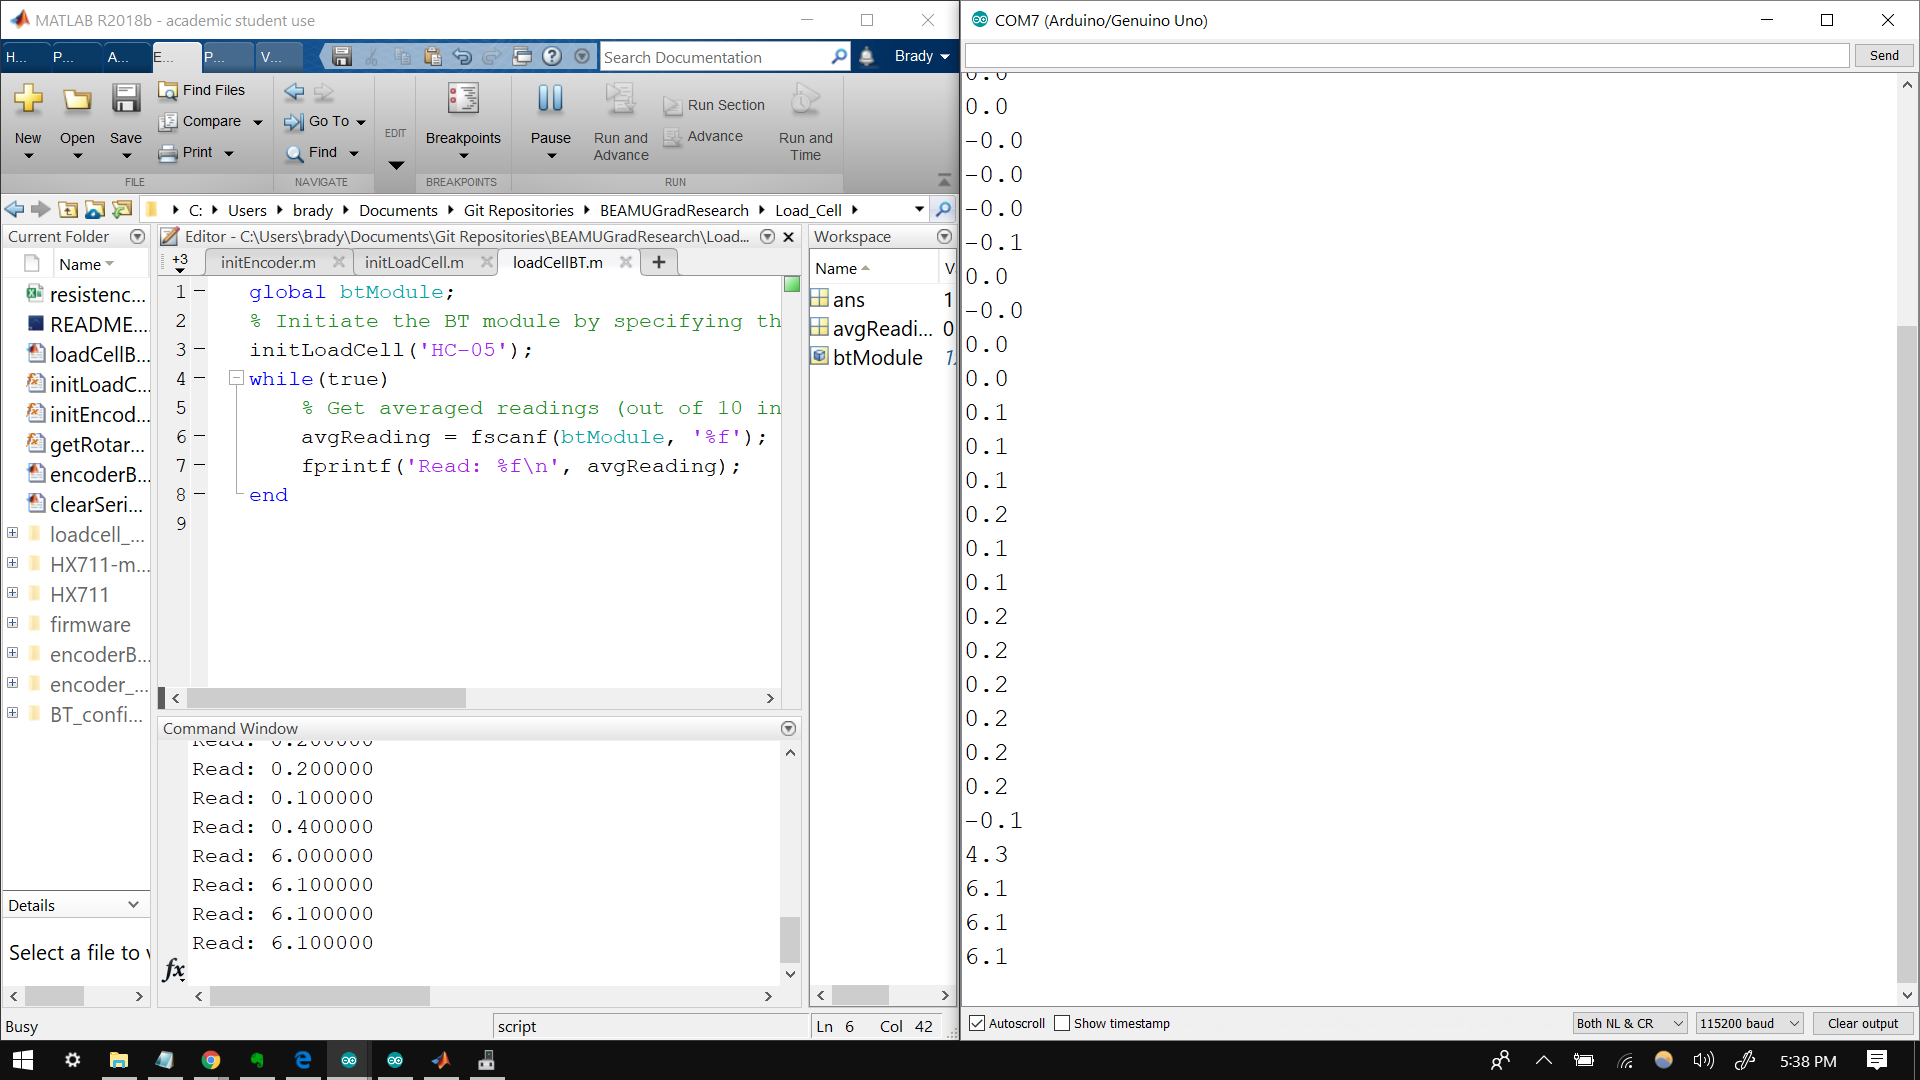 MATLAB R2018b - academic student use
H...
P...
A...
E...
P...
V...
Search Documentation
Brady
New
Open
Save
Find Files
Compare
Print
FILE
Go To
Find
NAVIGATE
EDIT
Breakpoints
BREAKPOINTS
Pause
Run and Advance
Run Section
Advance
Run and Time
RUN
C: Users brady Documents Git Repositories BEAMUGradResearch Load_Cell
Current Folder
Name
resistenc...
README....
loadCellB...
initLoadC...
initEncod...
getRotar...
encoderB...
clearSeri...
loadcell_...
HX711-m...
HX711
firmware
encoderB...
encoder_...
BT_confi...
Details
Select a file to v
Editor - C:\Users\brady\Documents\Git Repositories\BEAMUGradResearch\Load...
+3
initEncoder.m
initLoadCell.m
loadCellBT.m
1 global btModule;
2 % Initiate the BT module by specifying th
3 initLoadCell('HC-05');
4 while(true)
5 % Get averaged readings (out of 10 in
6 avgReading = fscanf(btModule, '%f');
7 fprintf('Read: %f\n', avgReading);
8 end
9
Command Window
Read: 0.200000
Read: 0.200000
Read: 0.100000
Read: 0.400000
Read: 6.000000
Read: 6.100000
Read: 6.100000
Read: 6.100000
fx
Workspace
Name
V
ans 1
avgReadi... 0
btModule 1
Busy
script
Ln 6 Col 42
COM7 (Arduino/Genuino Uno)
Send
0.0
0.0
-0.0
-0.0
-0.0
-0.1
0.0
-0.0
0.0
0.0
0.1
0.1
0.1
0.2
0.1
0.1
0.2
0.2
0.2
0.2
0.2
0.2
-0.1
4.3
6.1
6.1
6.1
Autoscroll
Show timestamp
Both NL & CR
115200 baud
Clear output
5:38 PM